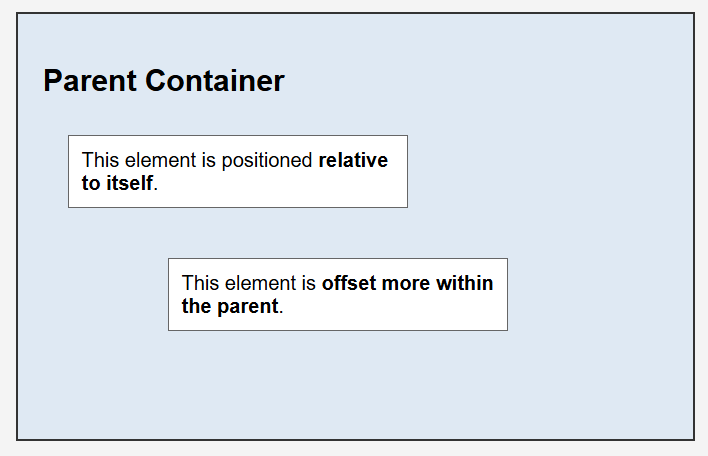 Parent Container
This element is positioned relative
to itself.
This element is offset more within
the parent.